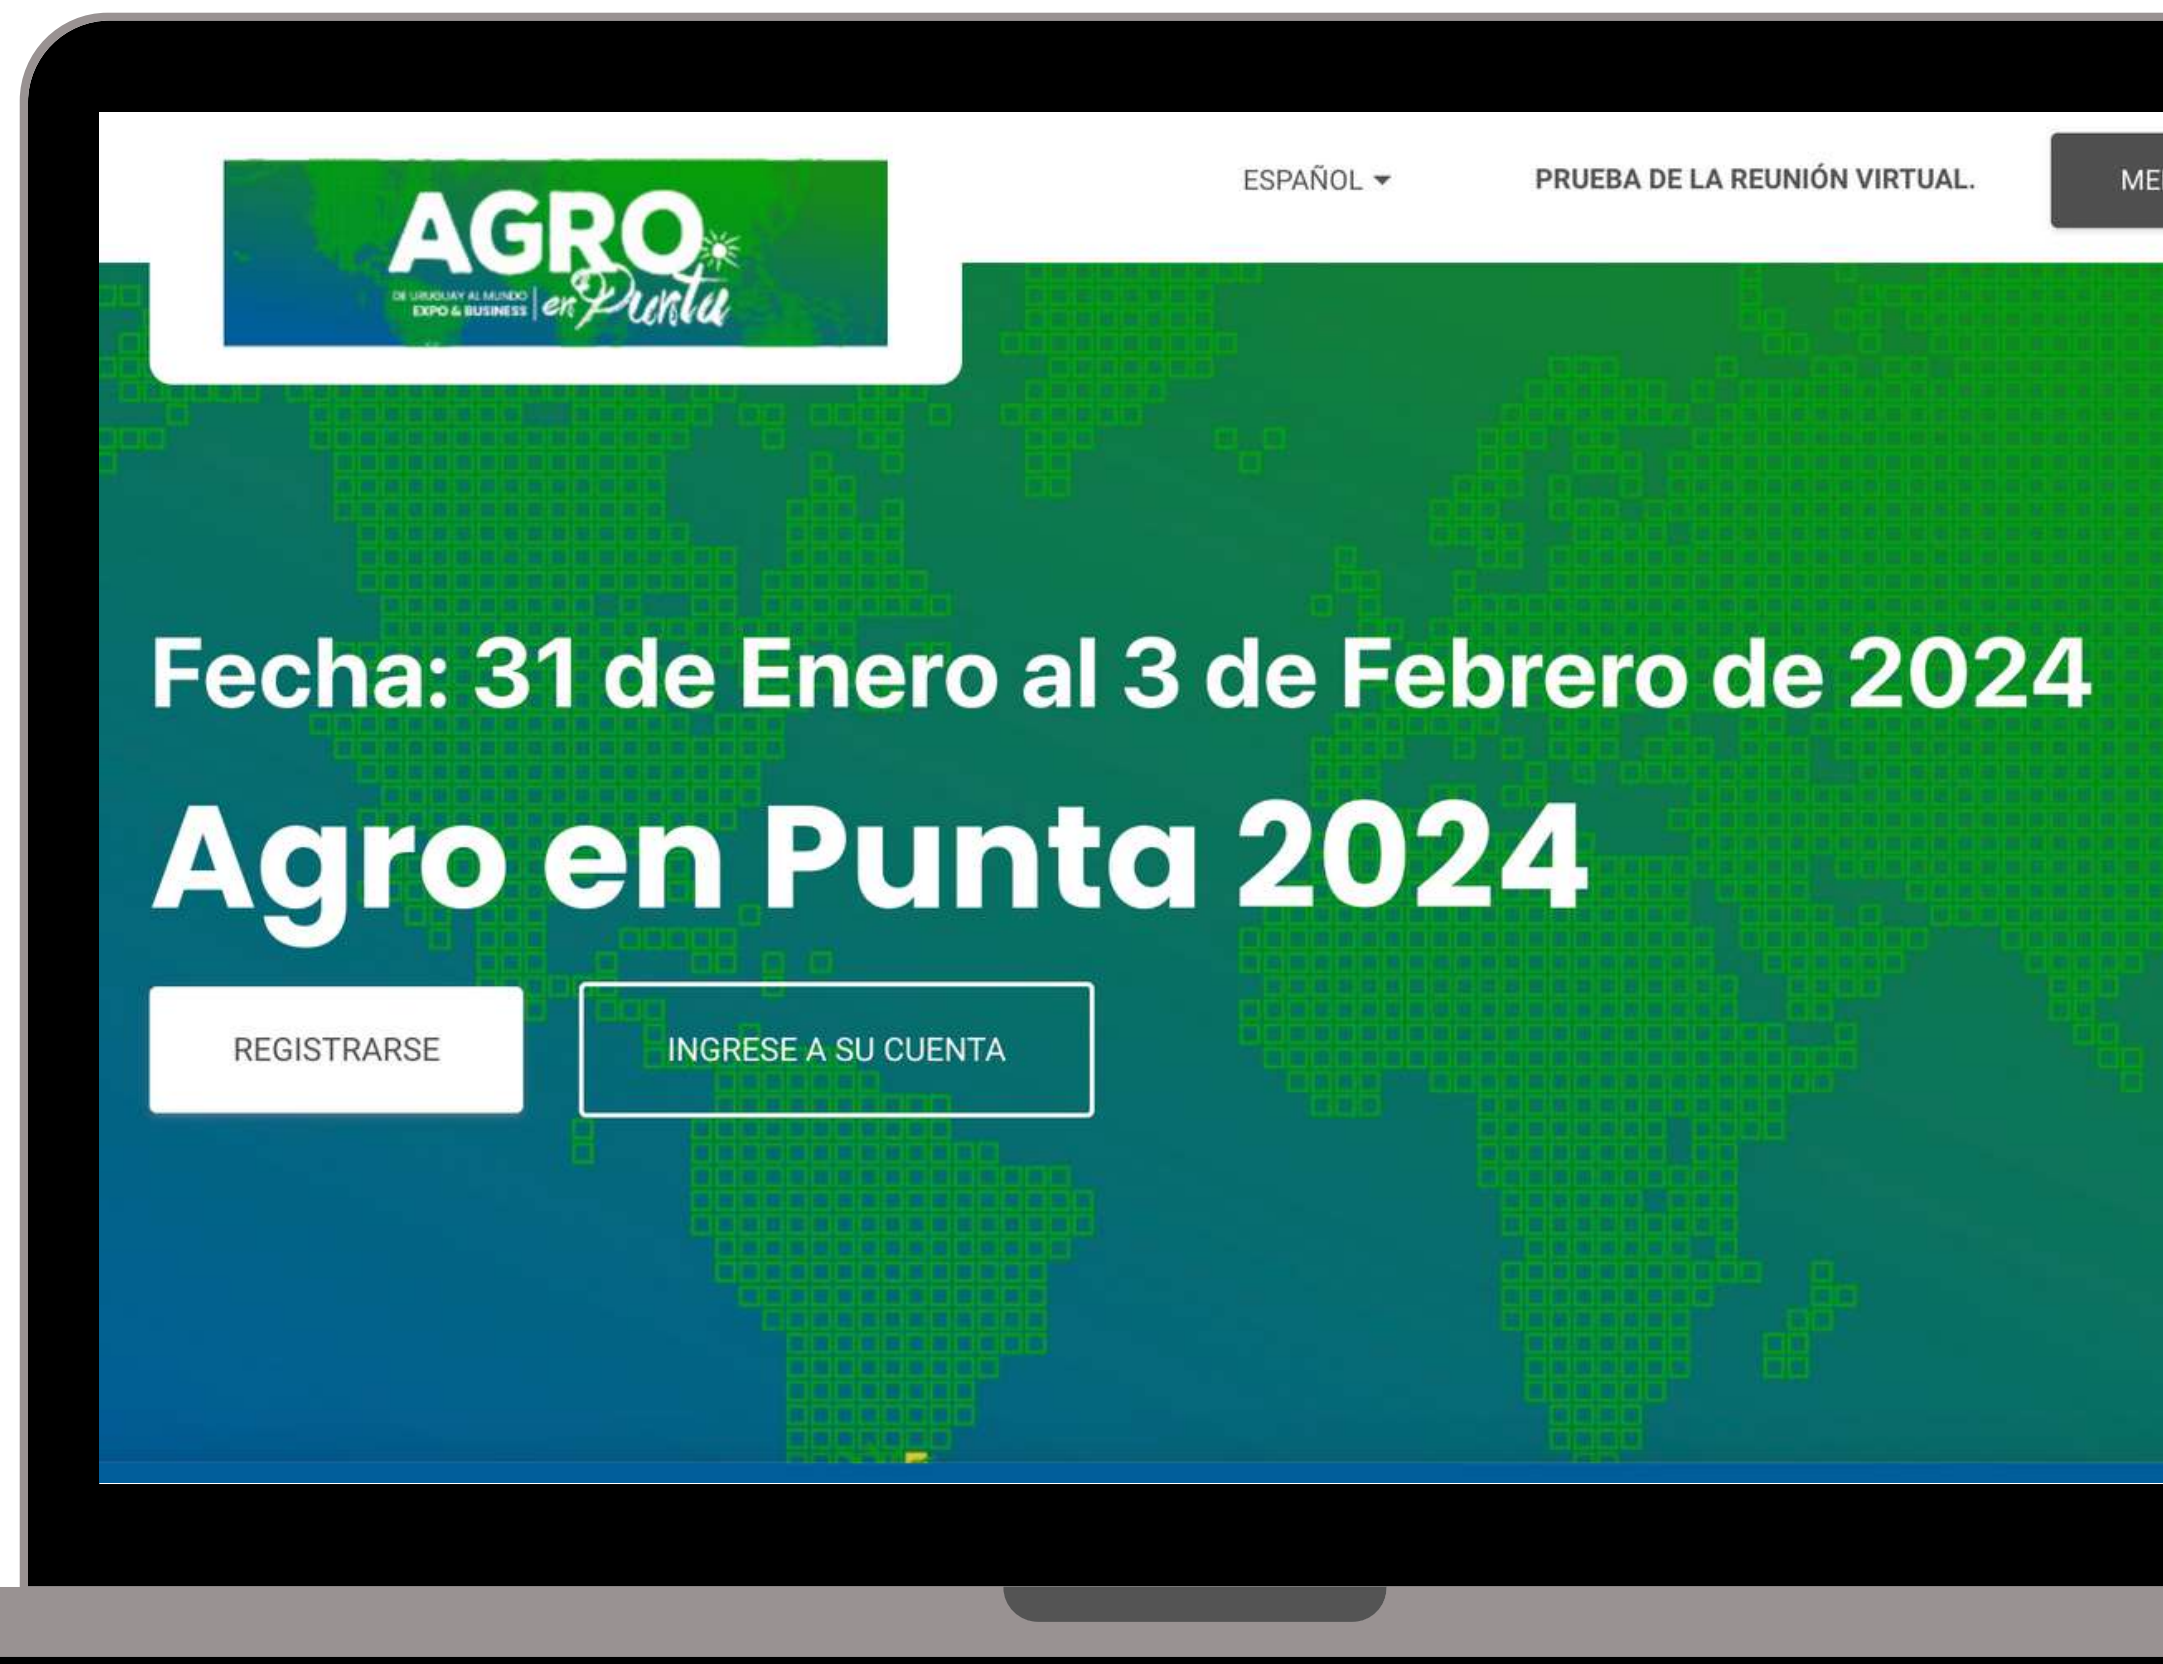 AGRO
DE URUGUAY AL MUNDO
EXPO & BUSINESS
en Punta
ESPAÑOL
PRUEBA DE LA REUNIÓN VIRTUAL.
Fecha: 31 de Enero al 3 de Febrero de 2024
Agro en Punta 2024
REGISTRARSE
INGRESE A SU CUENTA